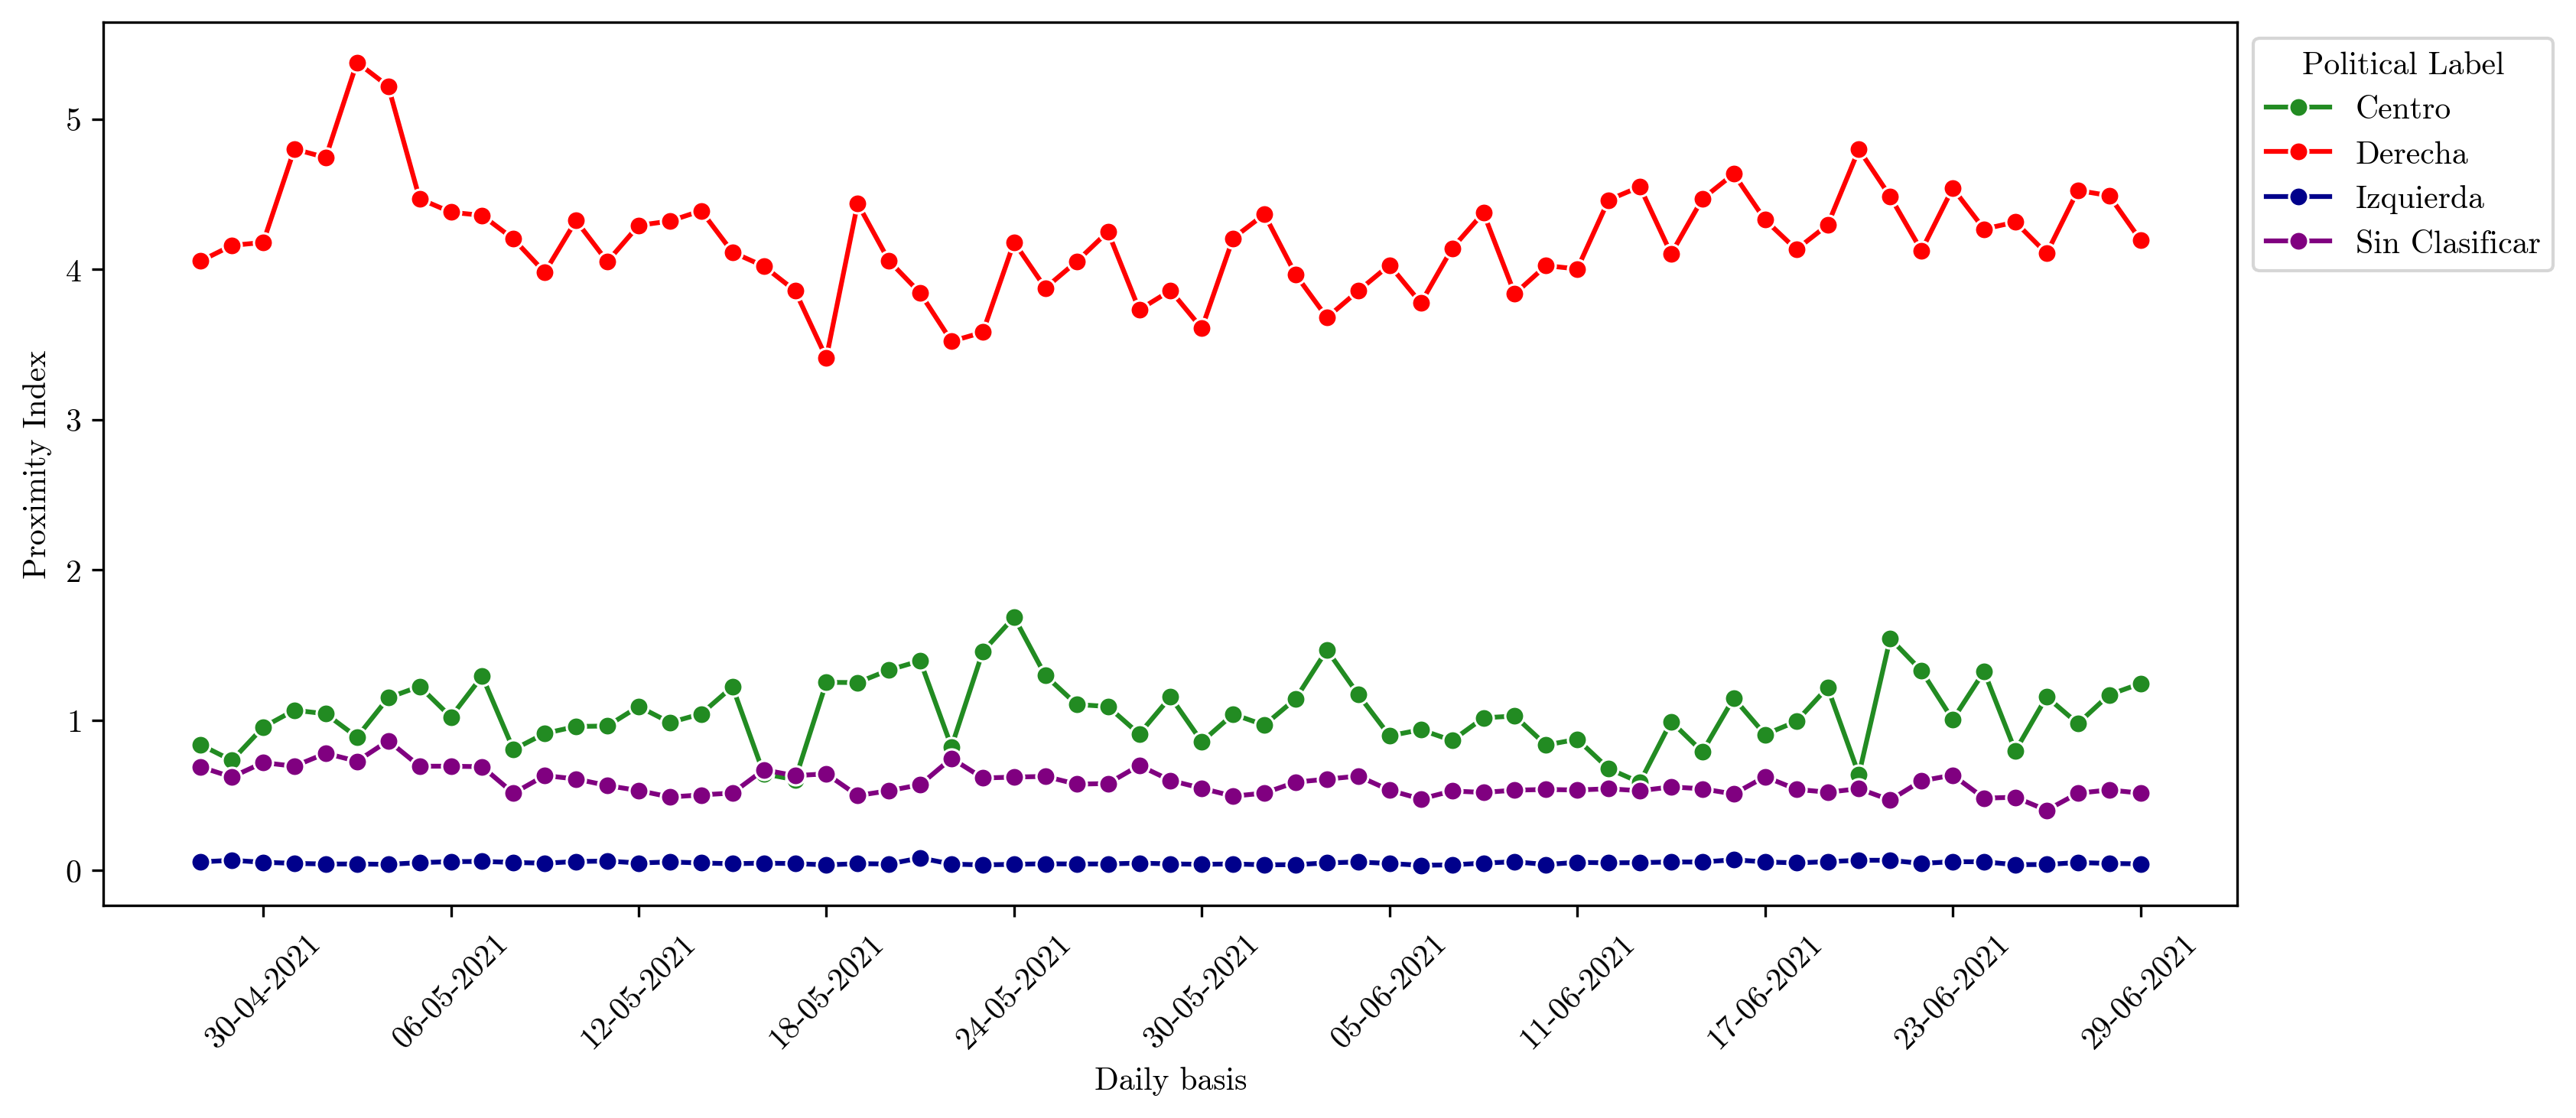 Political Label
Centro
Derecha
Izquierda
Sin Clasificar
Proximity Index
5
4
3
2
1
0
30-04-2021
06-05-2021
12-05-2021
18-05-2021
24-05-2021
30-05-2021
05-06-2021
11-06-2021
17-06-2021
23-06-2021
29-06-2021
Daily basis